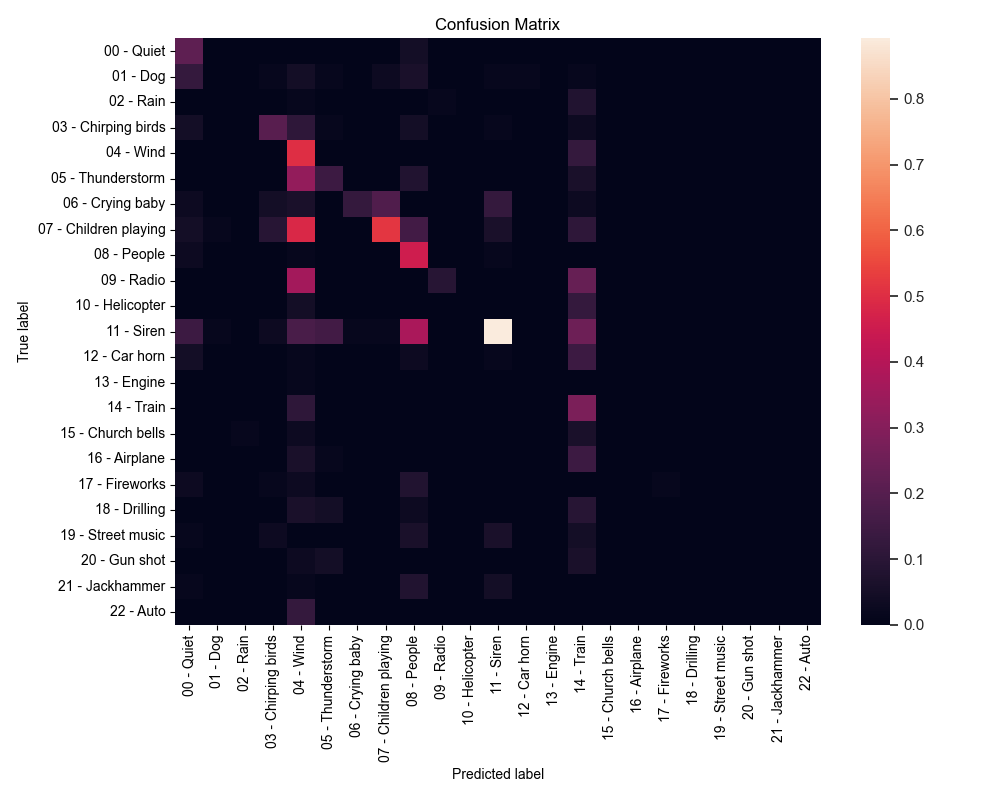 Confusion Matrix
True label
00 - Quiet
01 - Dog
02 - Rain
03 - Chirping birds
04 - Wind
05 - Thunderstorm
06 - Crying baby
07 - Children playing
08 - People
09 - Radio
10 - Helicopter
11 - Siren
12 - Car horn
13 - Engine
14 - Train
15 - Church bells
16 - Airplane
17 - Fireworks
18 - Drilling
19 - Street music
20 - Gun shot
21 - Jackhammer
22 - Auto
00 - Quiet
01 - Dog
02 - Rain
03 - Chirping birds
04 - Wind
05 - Thunderstorm
06 - Crying baby
07 - Children playing
08 - People
09 - Radio
10 - Helicopter
11 - Siren
12 - Car horn
13 - Engine
14 - Train
15 - Church bells
16 - Airplane
17 - Fireworks
18 - Drilling
19 - Street music
20 - Gun shot
21 - Jackhammer
22 - Auto
Predicted label
0.8
0.7
0.6
0.5
0.4
0.3
0.2
0.1
0.0